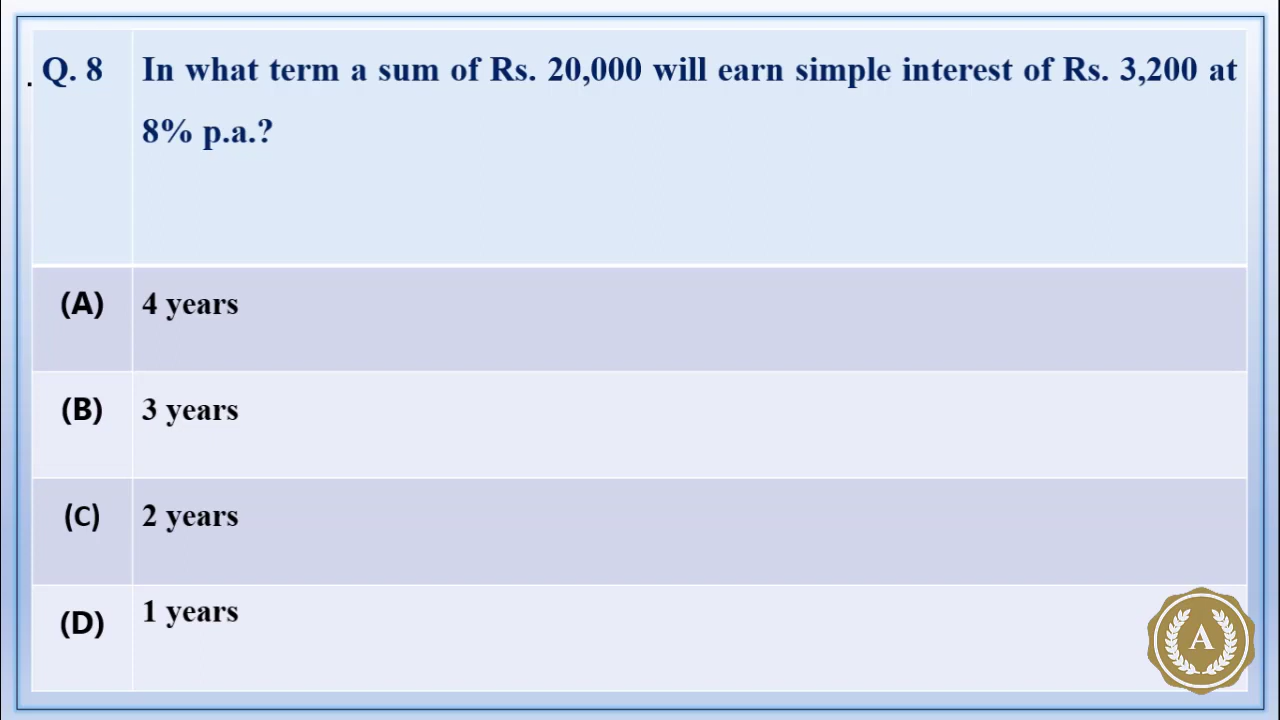 Q. 8 In what term a sum of Rs. 20,000 will earn simple interest of Rs. 3,200 at
8% p.a.?
(A) 4 years
(B) 3 years
(C) 2 years
(D) 1 years
A